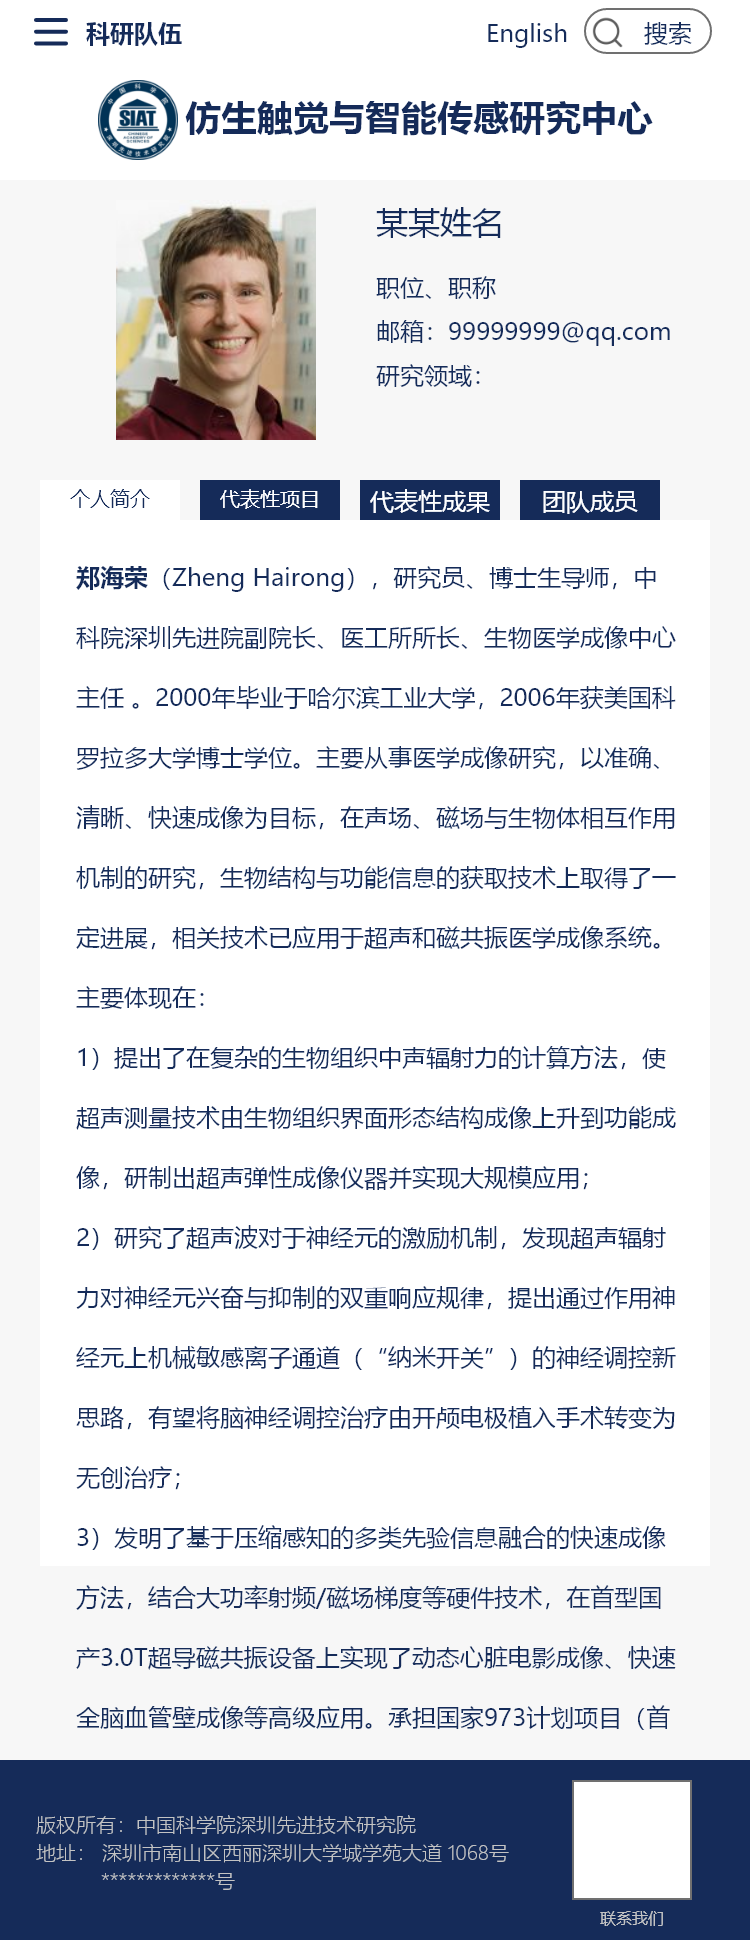 科研队伍
English
搜索
SIAT
CHINESE ACADEMY OF SCIENCES
仿生触觉与智能传感研究中心
某某姓名
职位、职称
邮箱：99999999@qq.com
研究领域：
个人简介
代表性项目
代表性成果
团队成员
郑海荣（Zheng Hairong），研究员、博士生导师，中
科院深圳先进院副院长、医工所所长、生物医学成像中心
主任 。2000年毕业于哈尔滨工业大学，2006年获美国科
罗拉多大学博士学位。主要从事医学成像研究，以准确、
清晰、快速成像为目标，在声场、磁场与生物体相互作用
机制的研究，生物结构与功能信息的获取技术上取得了一
定进展，相关技术已应用于超声和磁共振医学成像系统。
主要体现在：
1）提出了在复杂的生物组织中声辐射力的计算方法，使
超声测量技术由生物组织界面形态结构成像上升到功能成
像，研制出超声弹性成像仪器并实现大规模应用；
2）研究了超声波对于神经元的激励机制，发现超声辐射
力对神经元兴奋与抑制的双重响应规律，提出通过作用神
经元上机械敏感离子通道（“纳米开关”）的神经调控新
思路，有望将脑神经调控治疗由开颅电极植入手术转变为
无创治疗；
3）发明了基于压缩感知的多类先验信息融合的快速成像
方法，结合大功率射频/磁场梯度等硬件技术，在首型国
产3.0T超导磁共振设备上实现了动态心脏电影成像、快速
全脑血管壁成像等高级应用。承担国家973计划项目（首
版权所有：中国科学院深圳先进技术研究院
地址： 深圳市南山区西丽深圳大学城学苑大道 1068号
*************号
联系我们